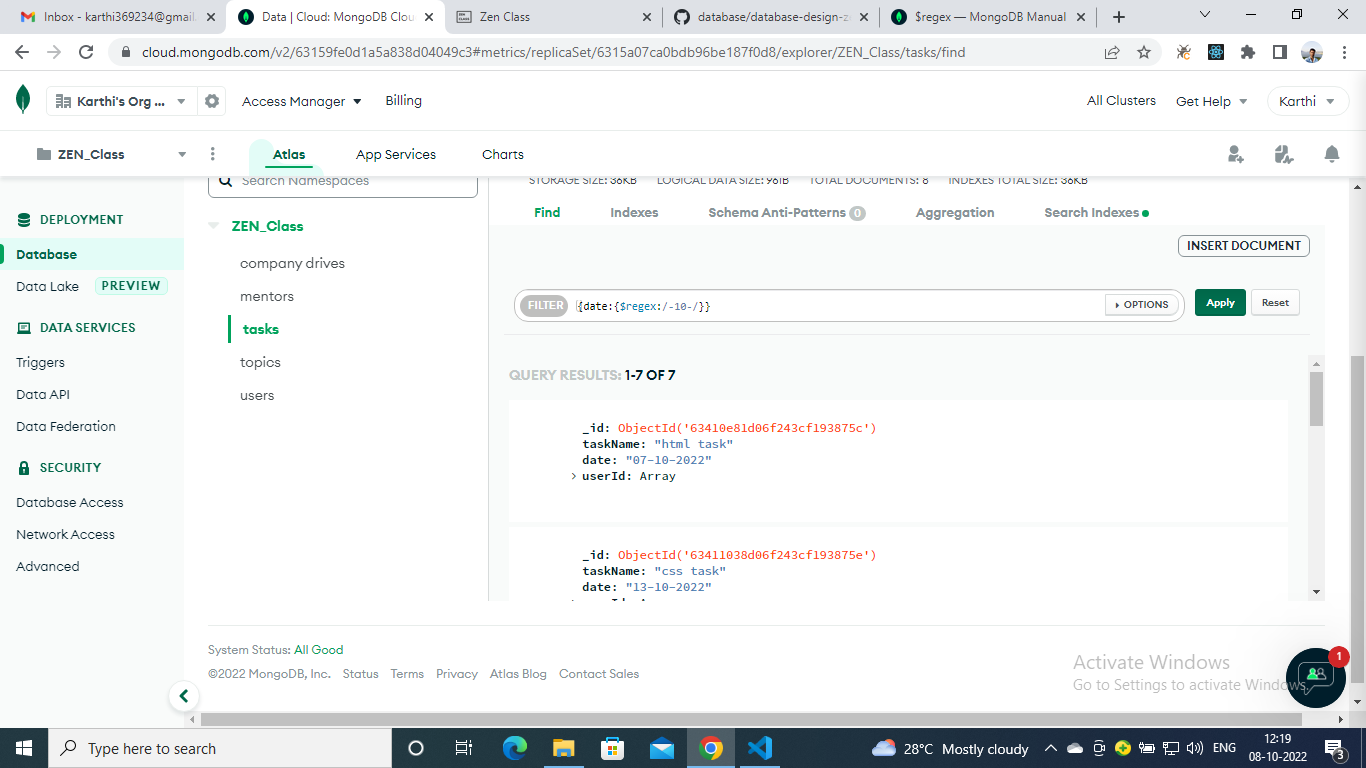 Inbox - karthi369234@gmail.
Data | Cloud: MongoDB Clou
Zen Class
database/database-design-ze
$regex — MongoDB Manual
cloud.mongodb.com/v2/63159fe0d1a5a838d04049c3#metrics/replicaSet/6315a07ca0bdb96be187f0d8/explorer/ZEN_Class/tasks/find
Karthi's Org ...
Access Manager
Billing
All Clusters
Get Help
Karthi
ZEN_Class
Atlas
App Services
Charts
Search Namespaces
STORAGE SIZE: 36KB LOGICAL DATA SIZE: 961B TOTAL DOCUMENTS: 8 INDEXES TOTAL SIZE: 36KB
DEPLOYMENT
Database
Data Lake PREVIEW
DATA SERVICES
Triggers
Data API
Data Federation
SECURITY
Database Access
Network Access
Advanced
ZEN_Class
company drives
mentors
tasks
topics
users
Find Indexes Schema Anti-Patterns 0 Aggregation Search Indexes
INSERT DOCUMENT
FILTER {date:{$regex:/-10-/}} OPTIONS Apply Reset
QUERY RESULTS: 1-7 OF 7
_id: ObjectId('63410e81d06f243cf193875c')
taskName: "html task"
date: "07-10-2022"
userId: Array
_id: ObjectId('63411038d06f243cf193875e')
taskName: "css task"
date: "13-10-2022"
System Status: All Good
©2022 MongoDB, Inc. Status Terms Privacy Atlas Blog Contact Sales
Activate Windows
Go to Settings to activate Windows.
1
Type here to search
28°C Mostly cloudy
ENG
12:19
08-10-2022
3